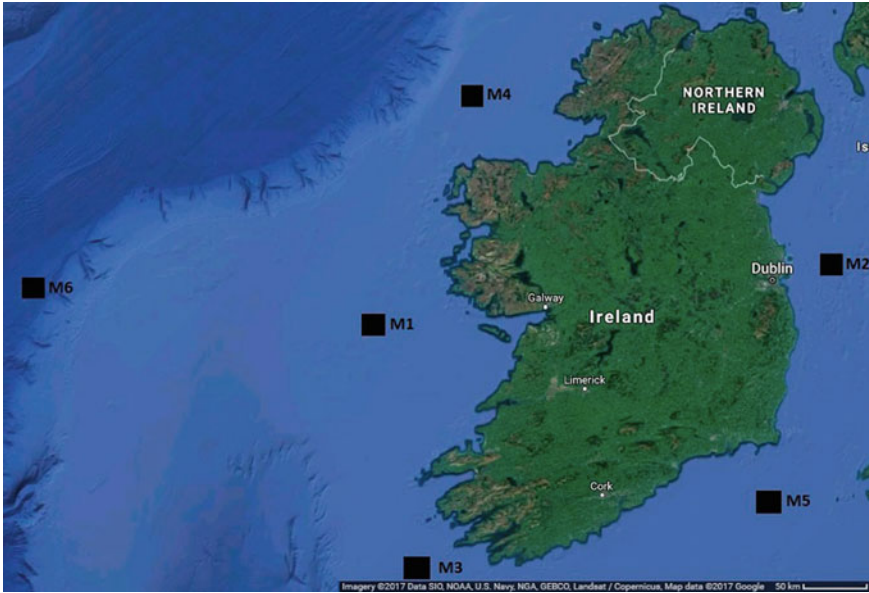 M4
NORTHERN
IRELAND
Is
M2
Dublin
M6
Galway
Ireland
M1
Limerick
Cork
M5
M3
Imagery ©2017 Data SIO, NOAA, U.S. Navy, NGA, GEBCO, Landsat / Copernicus, Map data ©2017 Google 50 km